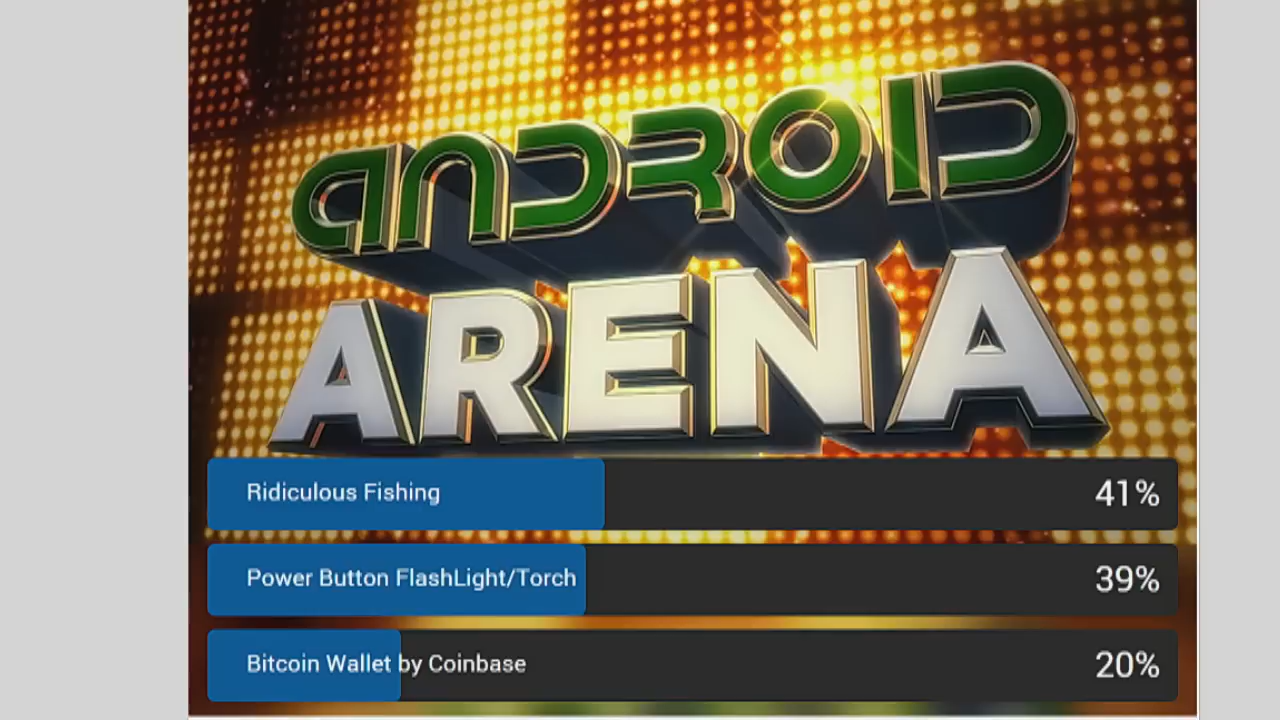 ANDROID
ARENA
Ridiculous Fishing 41%
Power Button FlashLight/Torch 39%
Bitcoin Wallet by Coinbase 20%